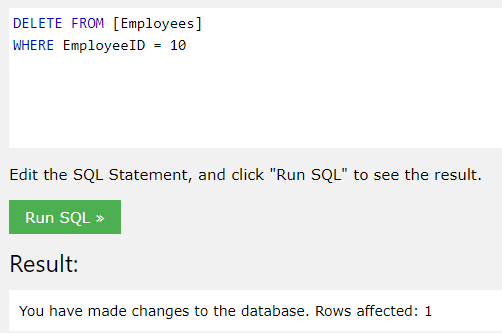 DELETE FROM [Employees]
WHERE EmployeeID = 10
Edit the SQL Statement, and click "Run SQL" to see the result.
Run SQL »
Result:
You have made changes to the database. Rows affected: 1